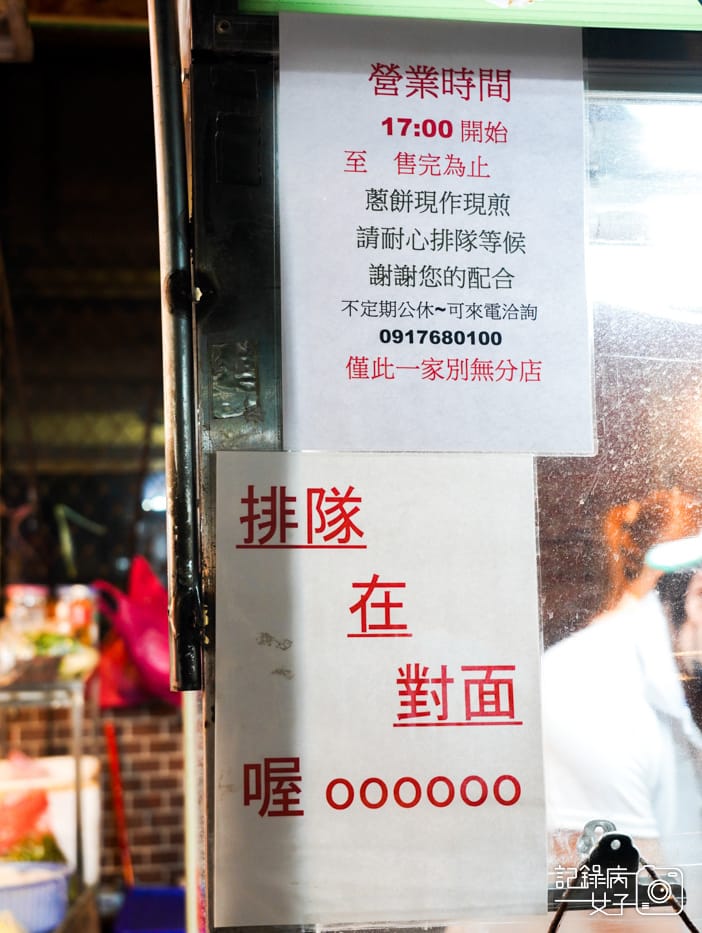 營業時間
17:00 開始
至 售完為止
蔥餅現作現煎
請耐心排隊等候
謝謝您的配合
不定期公休~可來電洽詢
0917680100
僅此一家別無分店
排隊
在
對面
喔 oooooo
記錄病
女子